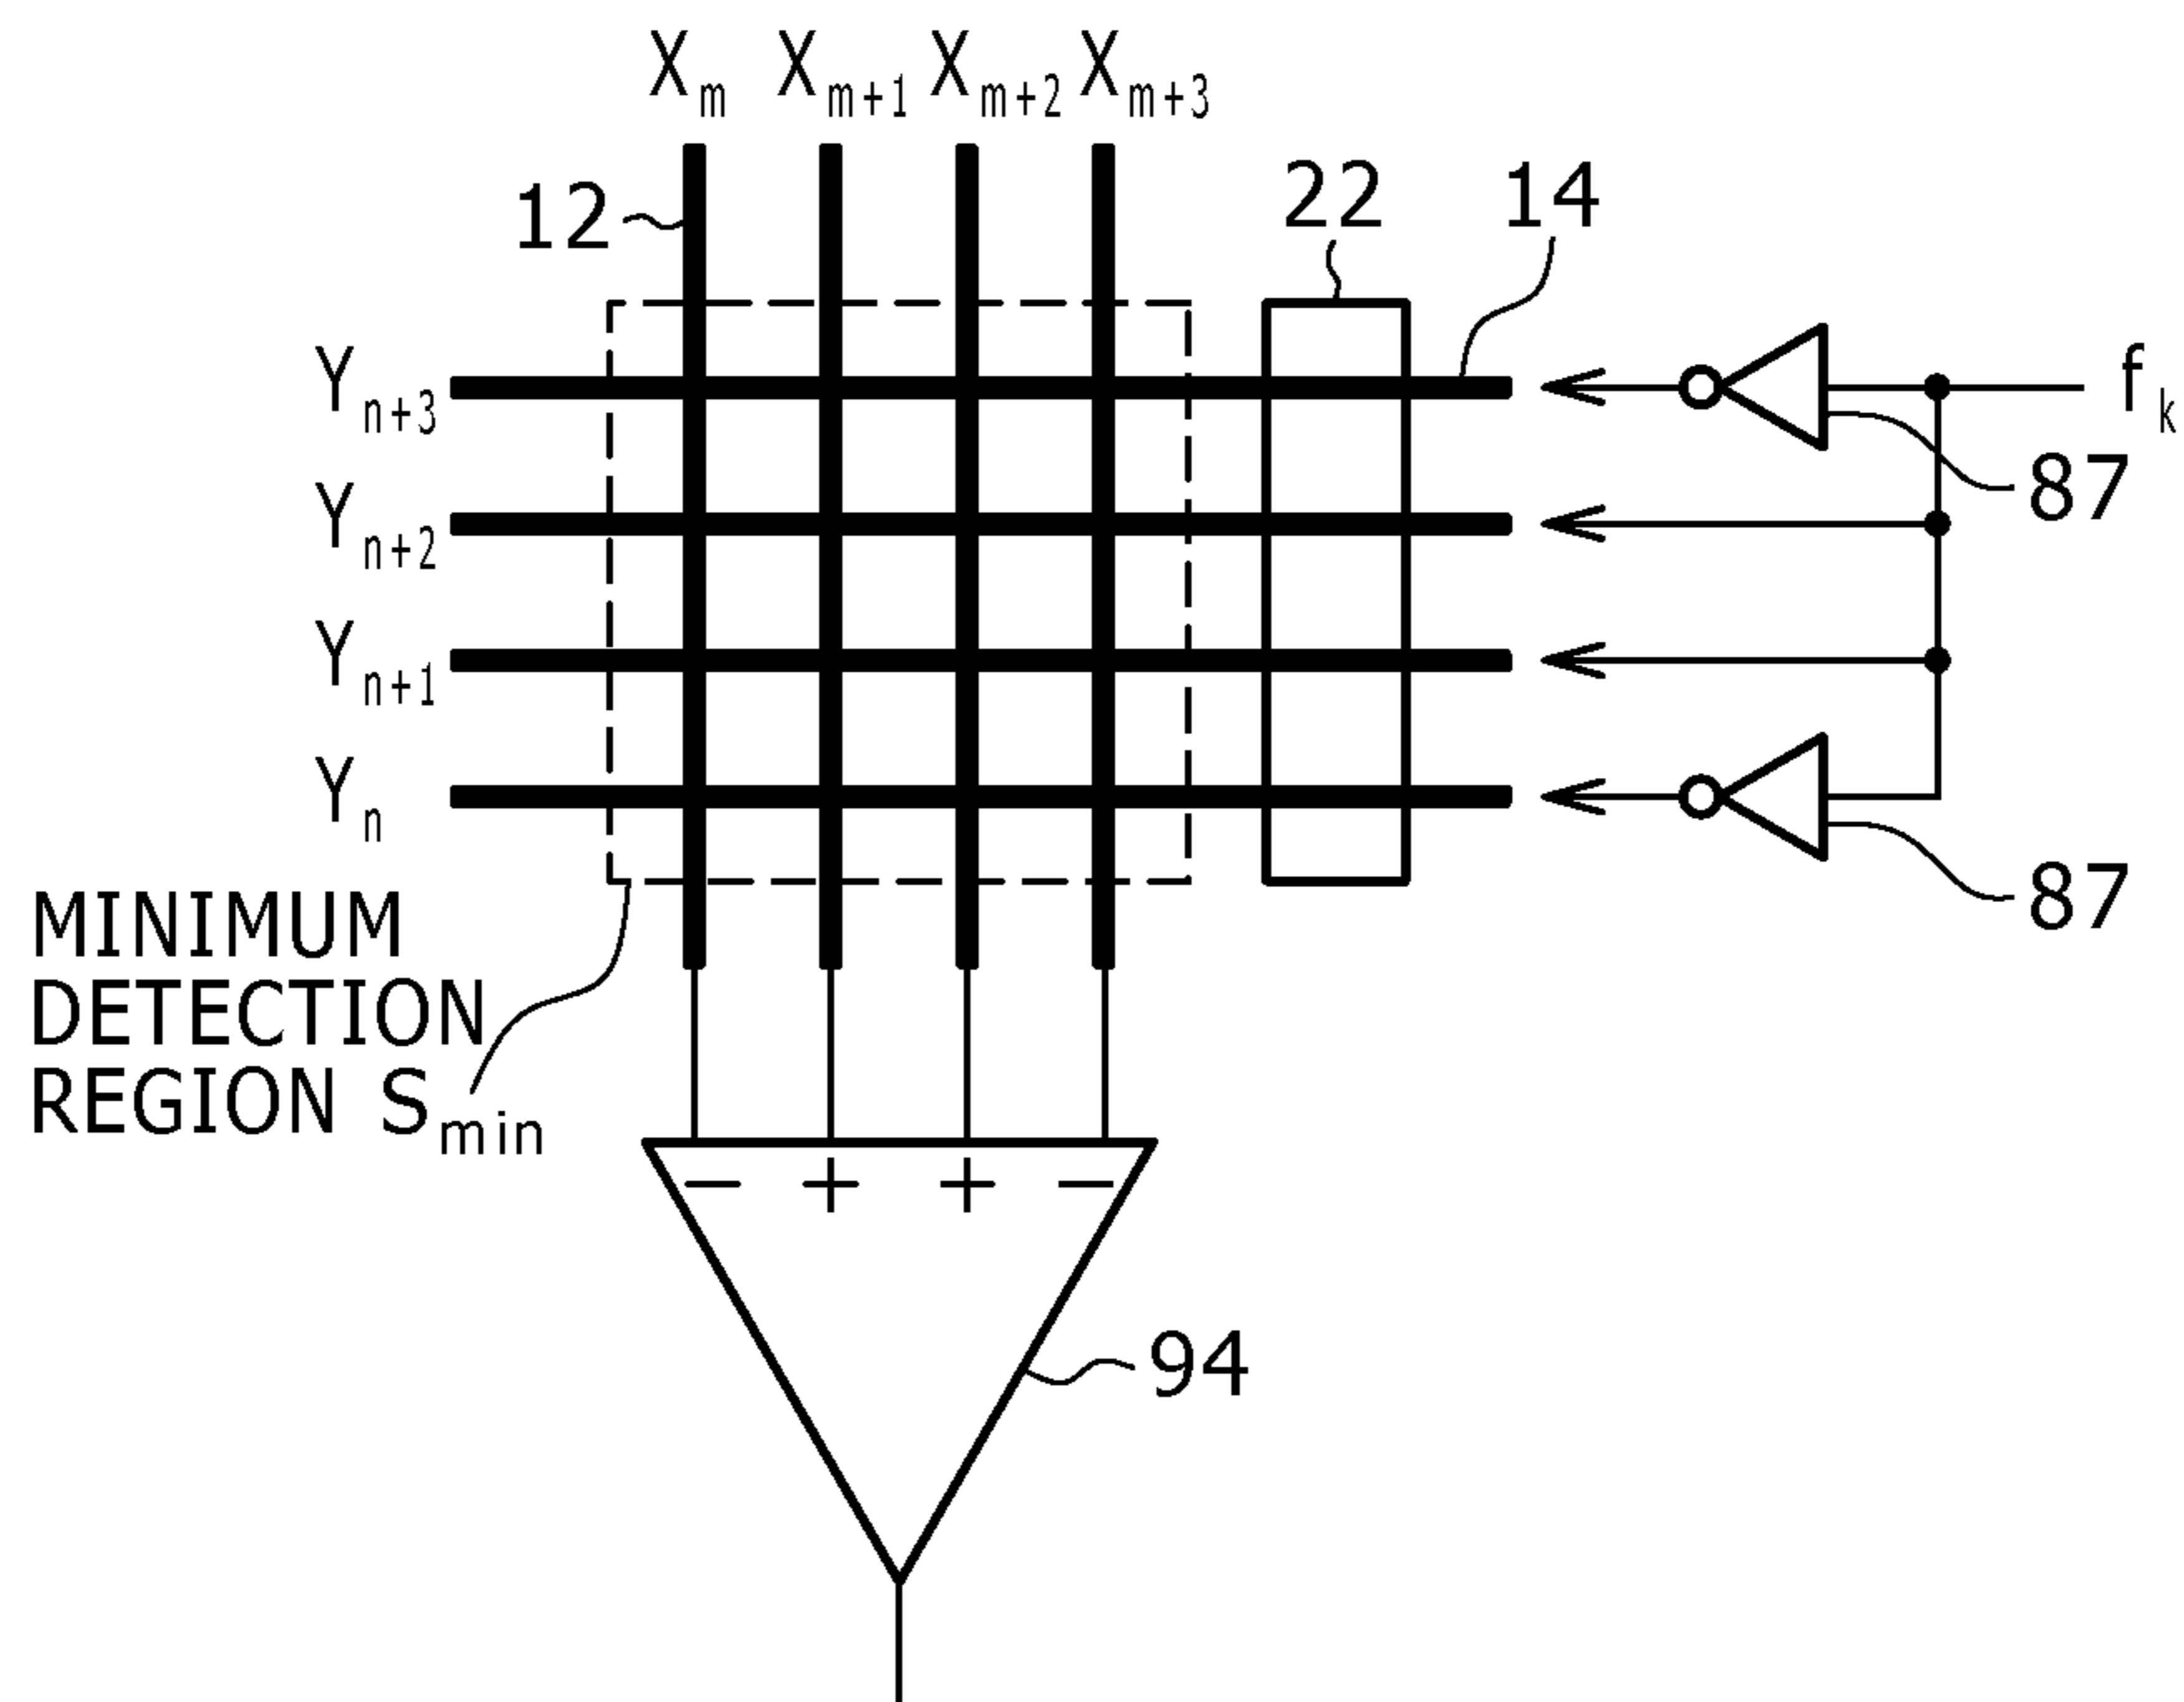 Xm Xm+1 Xm+2 Xm+3
12
22
14
Yn+3
fk
87
Yn+2
Yn+1
Yn
87
MINIMUM
DETECTION
REGION Smin
− + + −
94